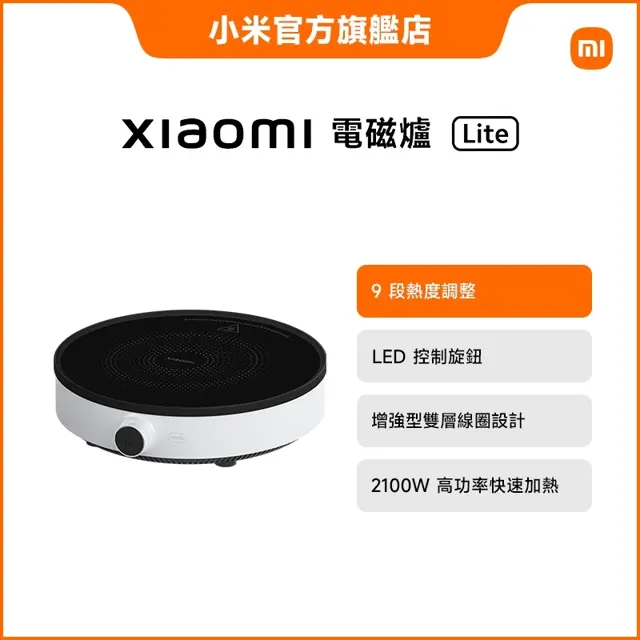 小米官方旗艦店
xiaomi 電磁爐 Lite
9 段熱度調整
LED 控制旋鈕
增強型雙層線圈設計
2100W 高功率快速加熱
xiaomi